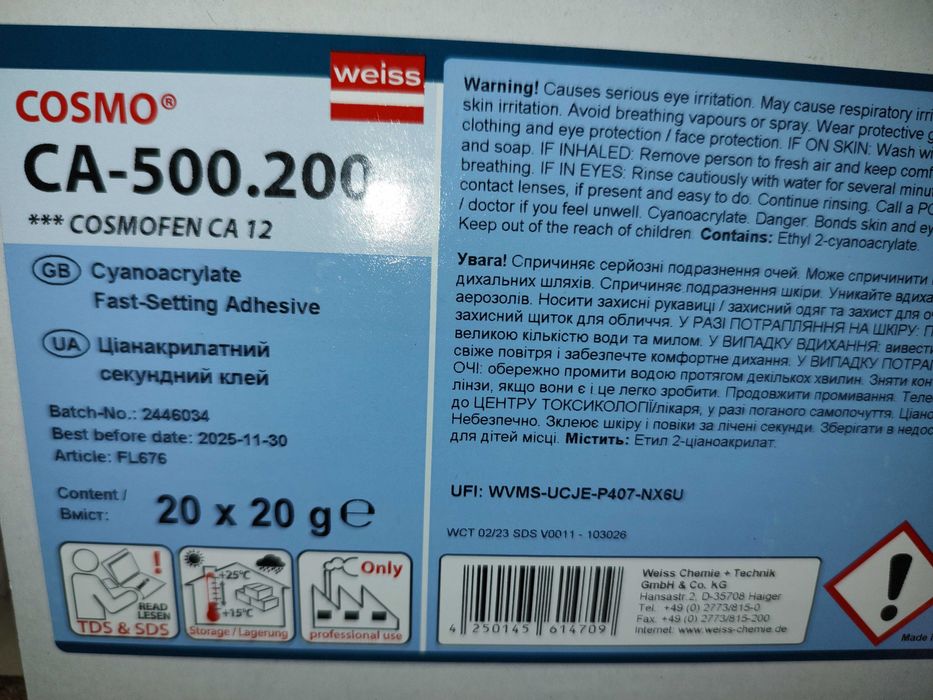 weiss
COSMO®
CA-500.200
*** COSMOFEN CA 12
GB Cyanoacrylate
Fast-Setting Adhesive
UA Ціанакрилатний
секундний клей
Batch-No.: 2446034
Best before date: 2025-11-30
Article: FL676
Content /
Вміст:
20 x 20 g ℮
READ
LESEN
TDS & SDS
+25°C
+15°C
Storage / Lagerung
Only
professional use
Warning! Causes serious eye irritation. May cause respiratory
skin irritation. Avoid breathing vapours or spray. Wear protective
clothing and eye protection / face protection. IF ON SKIN: Wash
and soap. IF INHALED: Remove person to fresh air and keep
breathing. IF IN EYES: Rinse cautiously with water for several
contact lenses, if present and easy to do. Continue rinsing. Call a
/ doctor if you feel unwell. Cyanoacrylate. Danger. Bonds skin and
Keep out of the reach of children. Contains: Ethyl 2-cyanoacrylate.
Увага! Спричиняє серйозні подразнення очей. Може спричинити
дихальних шляхів. Спричиняє подразнення шкіри. Уникайте
аерозолів. Носити захисні рукавиці / захисний одяг та захист для
захисний щиток для обличчя. У РАЗІ ПОТРАПЛЯННЯ НА ШКІРУ:
великою кількістю води та милом. У ВИПАДКУ ВДИХАННЯ:
свіже повітря і забезпечте комфортне дихання. У ВИПАДКУ
ОЧІ: обережно промити водою протягом декількох хвилин. Зняти
лінзи, якщо вони є і це легко зробити. Продовжити промивання.
до ЦЕНТРУ ТОКСИКОЛОГІЇ/лікаря, у разі поганого самопочуття.
Небезпечно. Зклеює шкіру і повіки за лічені секунди. Зберігати в
для дітей місці. Містить: Етил 2-ціаноакрилат.
UFI: WVMS-UCJE-P407-NX6U
WCT 02/23 SDS V0011 - 103026
4 250145 614709
Weiss Chemie + Technik
GmbH & Co. KG
Hansastr.2, D-35708 Haiger
Tel. +49 (0) 2773/815-0
Fax. +49 (0) 2773/815-200
Internet: www.weiss-chemie.de
Made